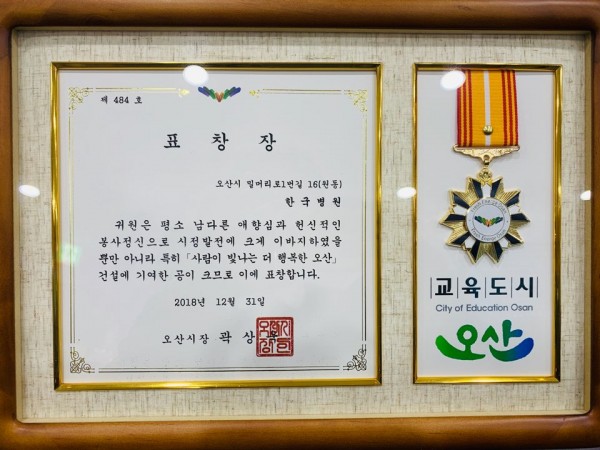 제 484 호
표 창 장
오산시 밀머리로1번길 16(원동)
한국병원
귀원은 평소 남다른 애향심과 헌신적인
봉사정신으로 시정발전에 크게 이바지하였을
뿐만 아니라 특히 「사람이 빛나는 더 행복한 오산」
건설에 기여한 공이 크므로 이에 표창합니다.
2018년 12월 31일
오산시장 곽 상
교육도시
City of Education Osan
오산